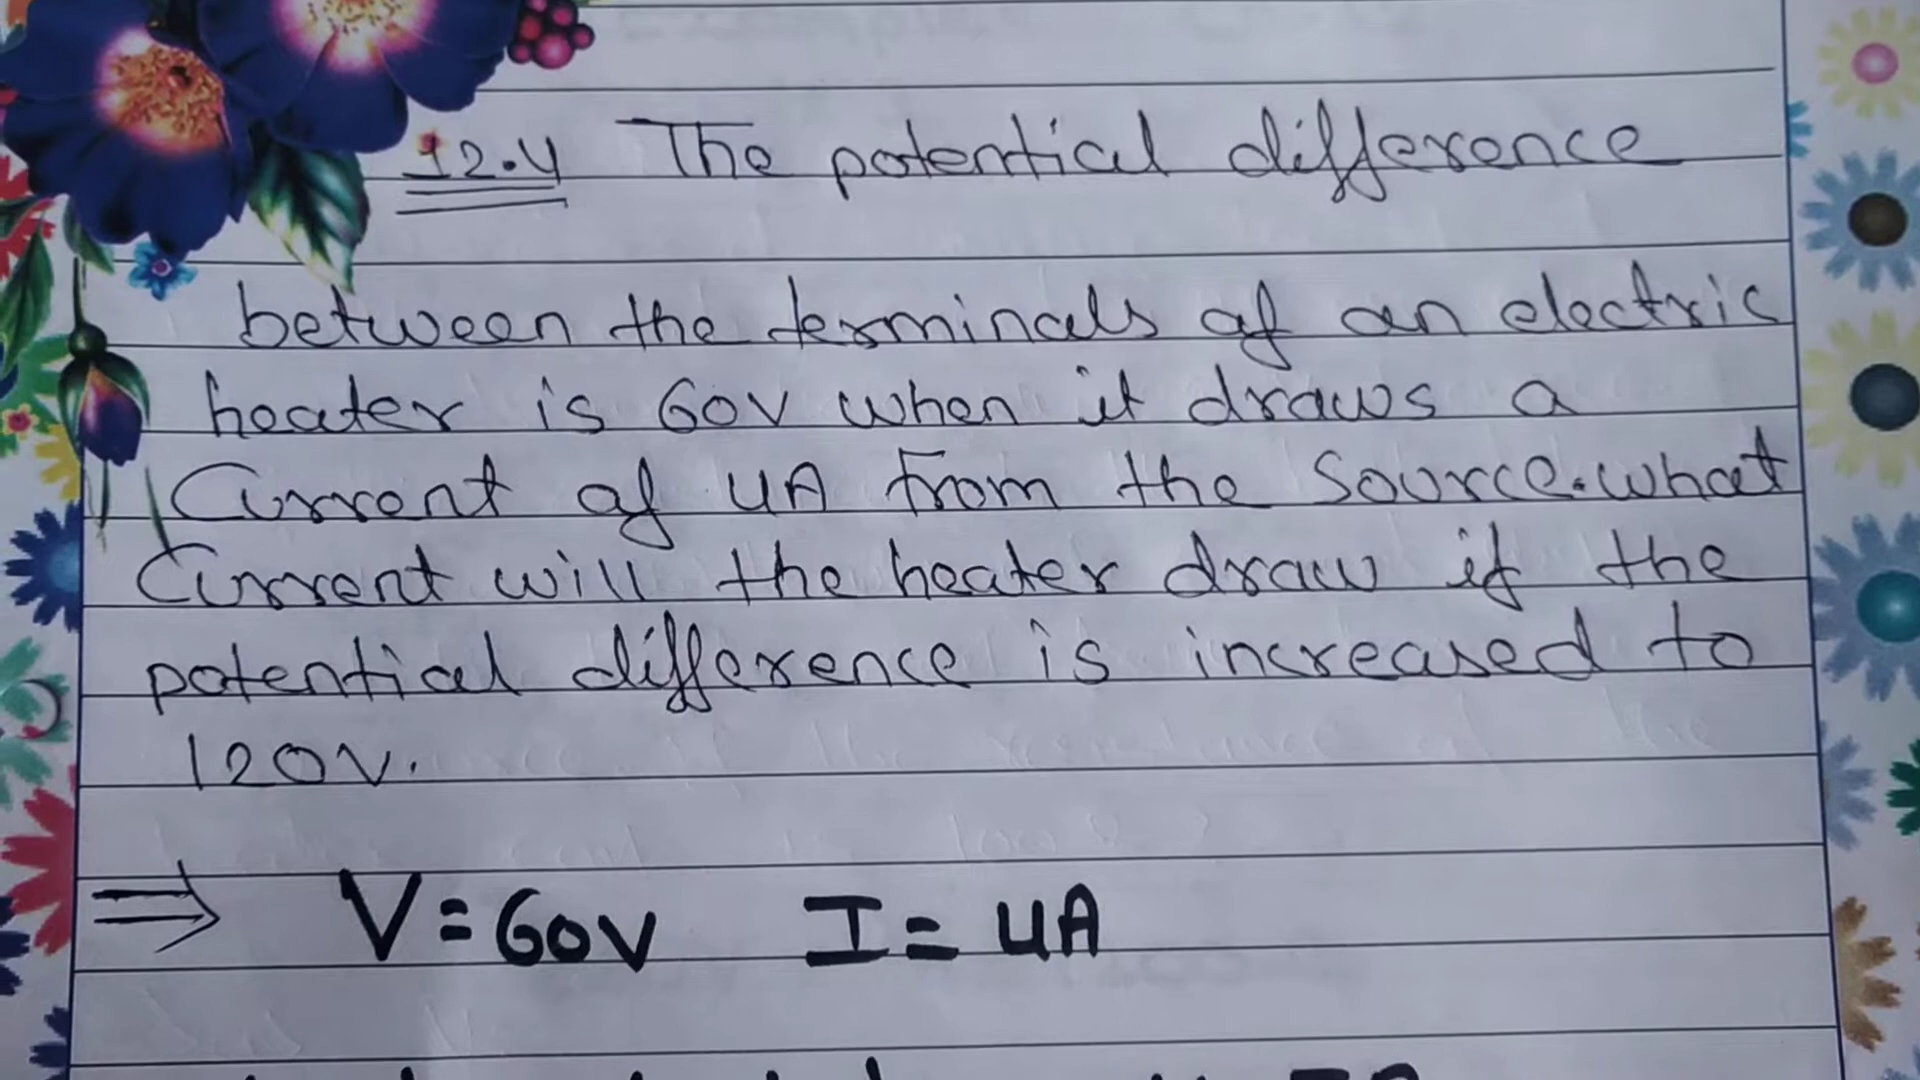 12.4 The potential difference
between the terminals of an electric
heater is 60V when it draws a
Current of 4A from the Source. what
Current will the heater draw if the
potential difference is increased to
120V.
⇒ V=60V I=4A